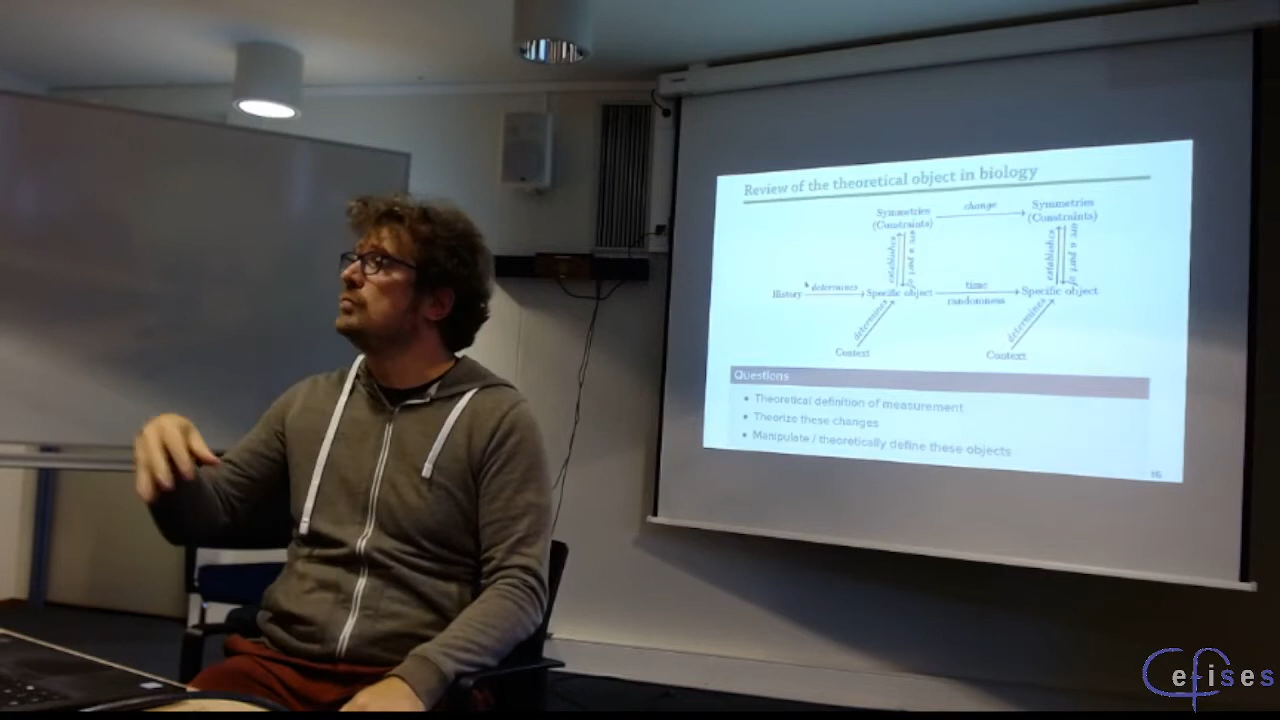 Review of the theoretical object in biology
Symmetries
(Constraints)
change
Symmetries
(Constraints)
are a part of
are a part of
History
determines
Specific object
time
randomness
Specific object
determines
determines
Context
Context
Questions
• Theoretical definition of measurement
• Theorize these changes
• Manipulate / theoretically define these objects
efises